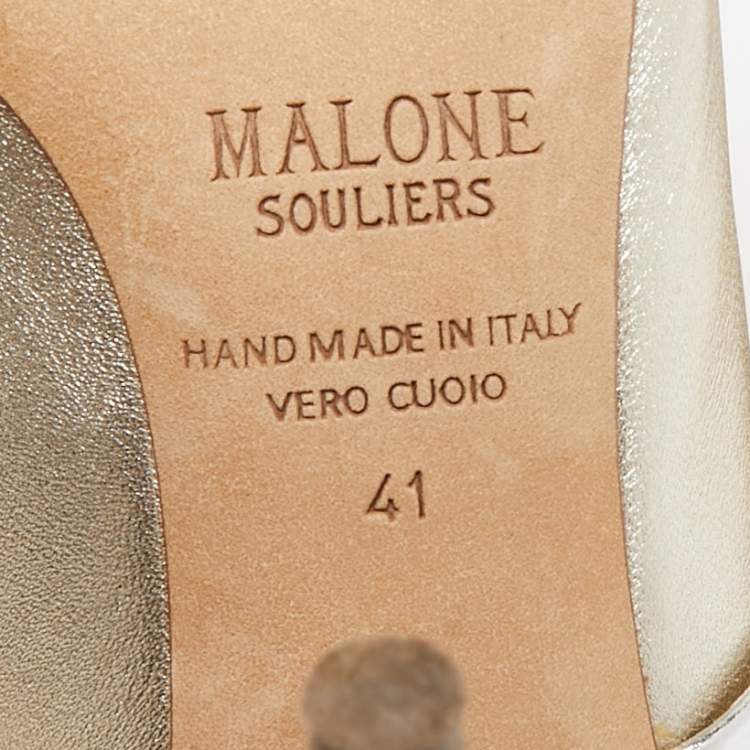 MALONE
SOULIERS
HAND MADE IN ITALY
VERO CUOIO
41